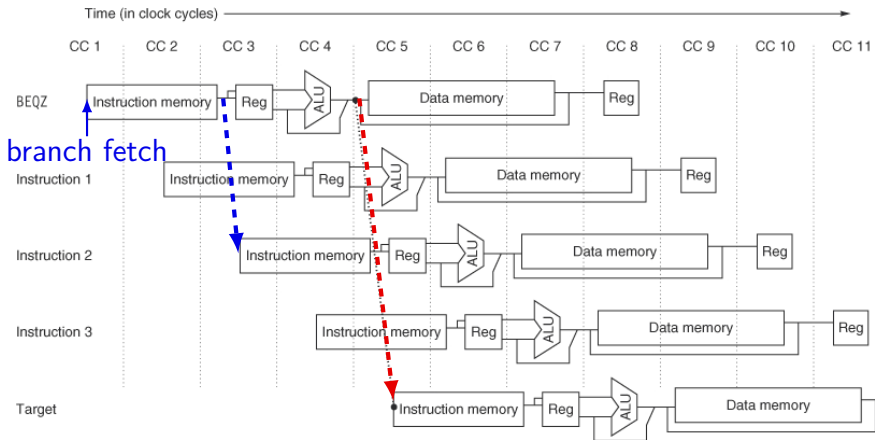 Time (in clock cycles)
CC 1 CC 2 CC 3 CC 4 CC 5 CC 6 CC 7 CC 8 CC 9 CC 10 CC 11
BEQZ Instruction memory Reg ALU Data memory Reg
branch fetch
Instruction 1 Instruction memory Reg ALU Data memory Reg
Instruction 2 Instruction memory Reg ALU Data memory Reg
Instruction 3 Instruction memory Reg ALU Data memory Reg
Target Instruction memory Reg ALU Data memory